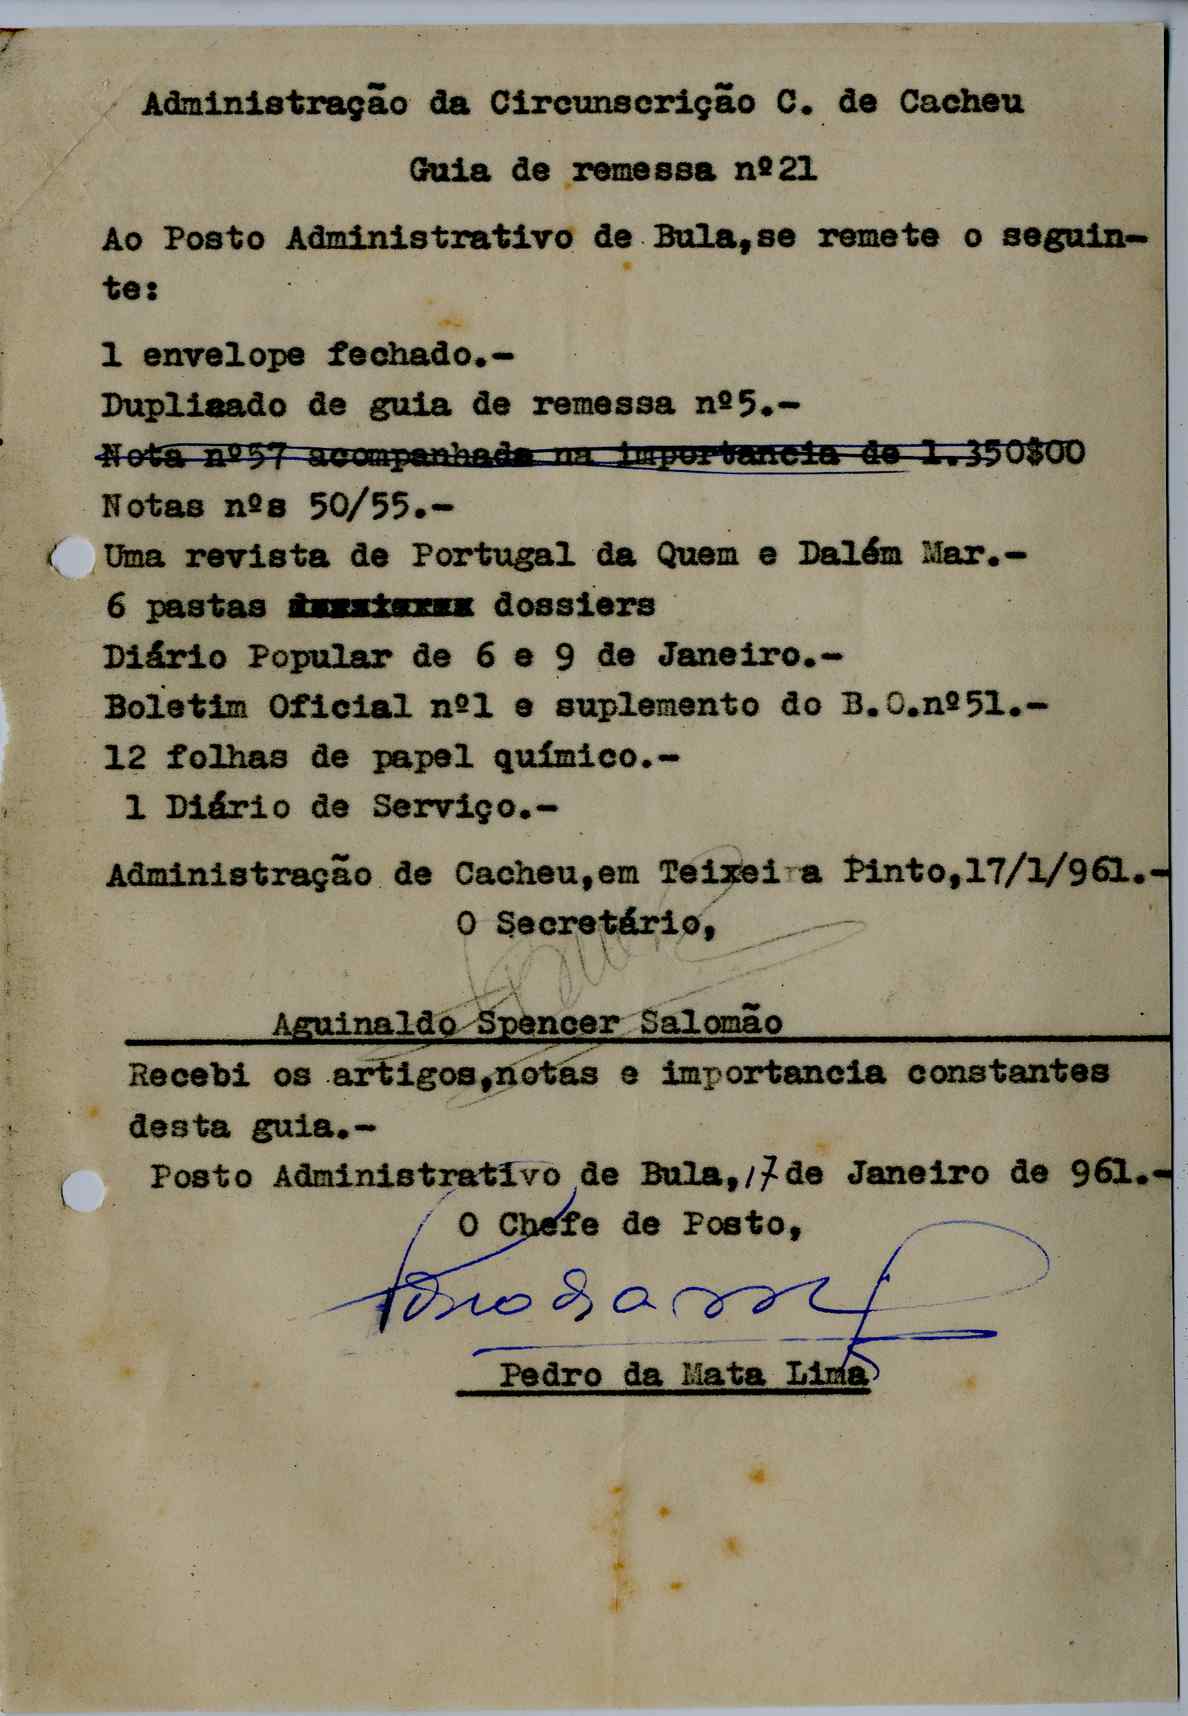 Administração da Circunscrição C. de Cacheu
Guia de remessa nº21
Ao Posto Administrativo de Bula,se remete o seguin-
te:
1 envelope fechado.-
Dupliaado de guia de remessa nº5.-
Nota nº57 acompanhada na importancia de 1.350$00
Notas nºs 50/55.-
Uma revista de Portugal da Quem e Dalém Mar.-
6 pastas dossiers
Diário Popular de 6 e 9 de Janeiro.-
Boletim Oficial nº1 e suplemento do B.O.nº51.-
12 folhas de papel químico.-
1 Diário de Serviço.-
Administração de Cacheu,em Teixeira Pinto,17/1/961.-
O Secretário,
Aguinaldo Spencer Salomão
Recebi os artigos,notas e importancia constantes
desta guia.-
Posto Administrativo de Bula,17 de Janeiro de 961.-
O Chefe de Posto,
Pedro da Mata Lima